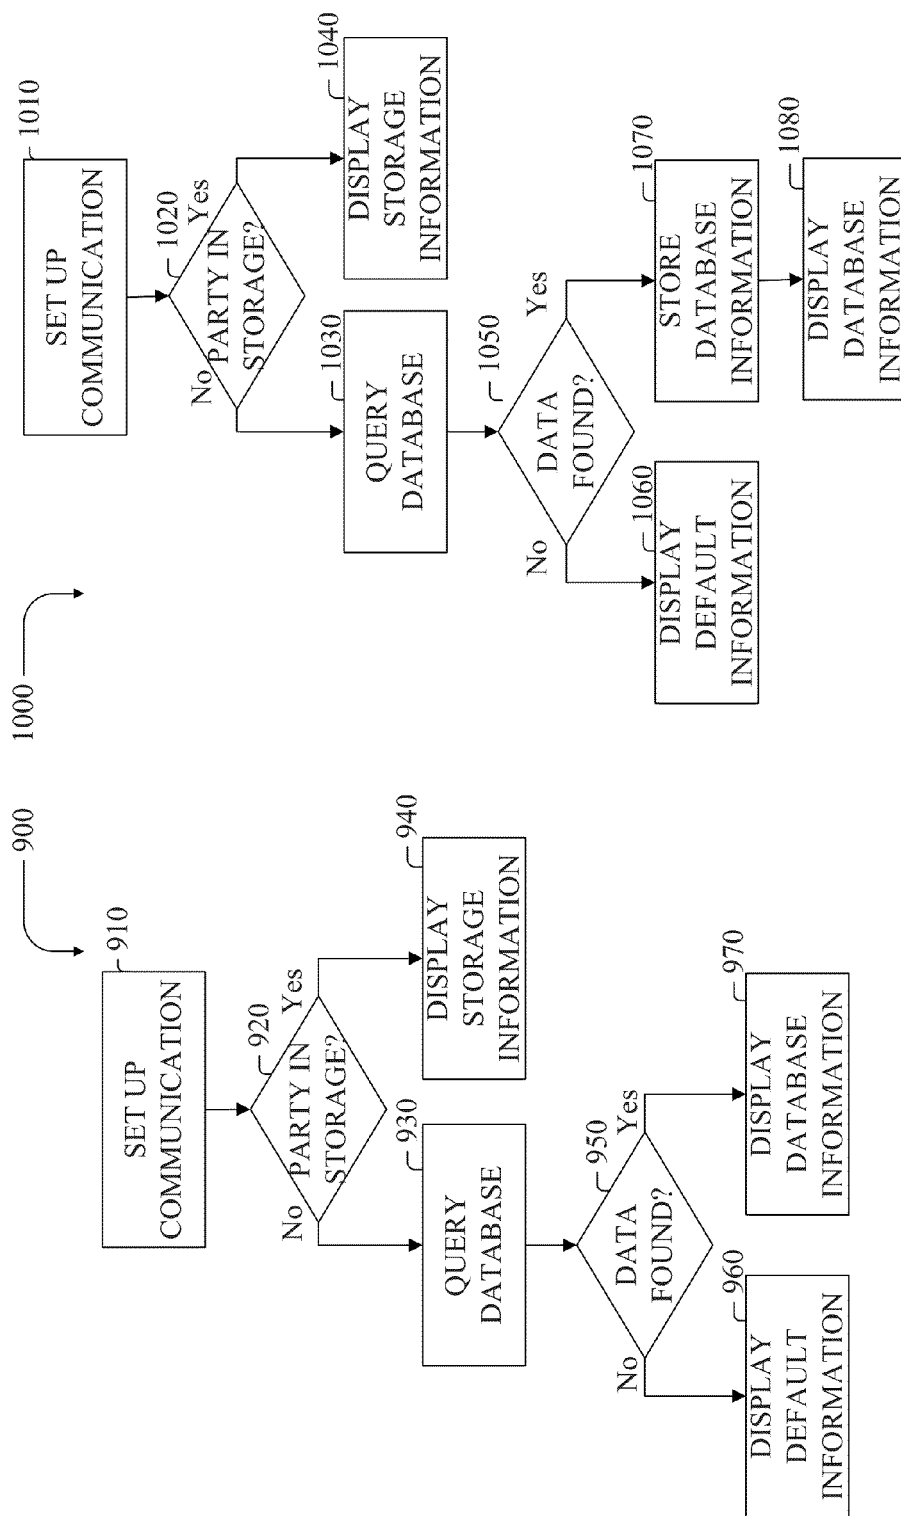 900
910
SET UP
COMMUNICATION
920
PARTY IN
STORAGE?
No
Yes
930
QUERY
DATABASE
940
DISPLAY
STORAGE
INFORMATION
950
DATA
FOUND?
No
Yes
960
DISPLAY
DEFAULT
INFORMATION
970
DISPLAY
DATABASE
INFORMATION
1000
1010
SET UP
COMMUNICATION
1020
PARTY IN
STORAGE?
No
Yes
1030
QUERY
DATABASE
1040
DISPLAY
STORAGE
INFORMATION
1050
DATA
FOUND?
No
Yes
1060
DISPLAY
DEFAULT
INFORMATION
1070
STORE
DATABASE
INFORMATION
1080
DISPLAY
DATABASE
INFORMATION